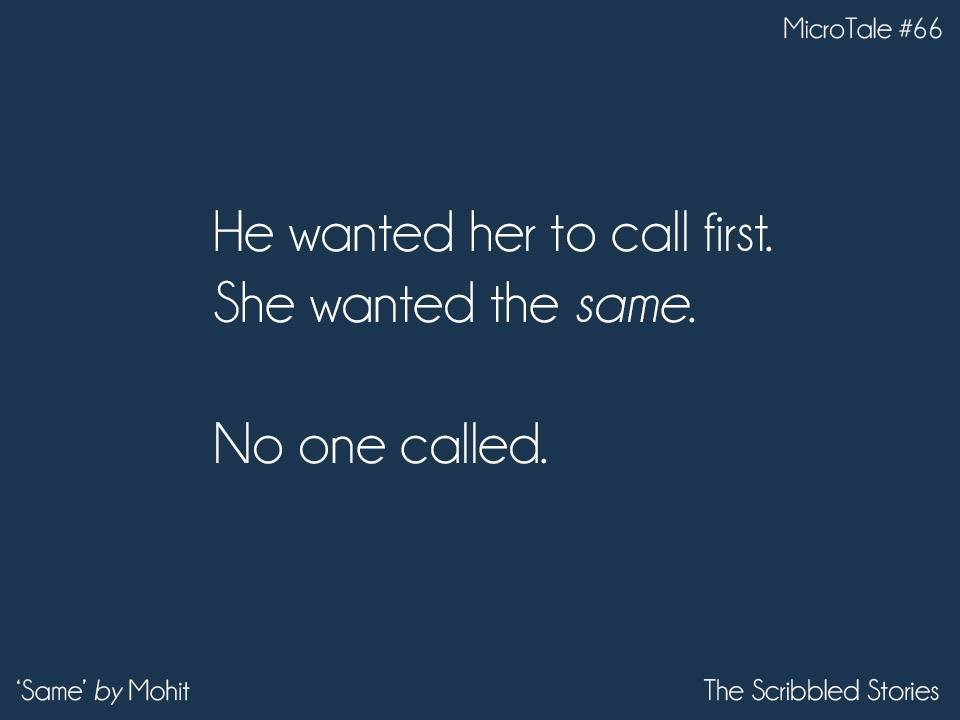 MicroTale #66
He wanted her to call first.
She wanted the same.
No one called.
‘Same’ by Mohit
The Scribbled Stories